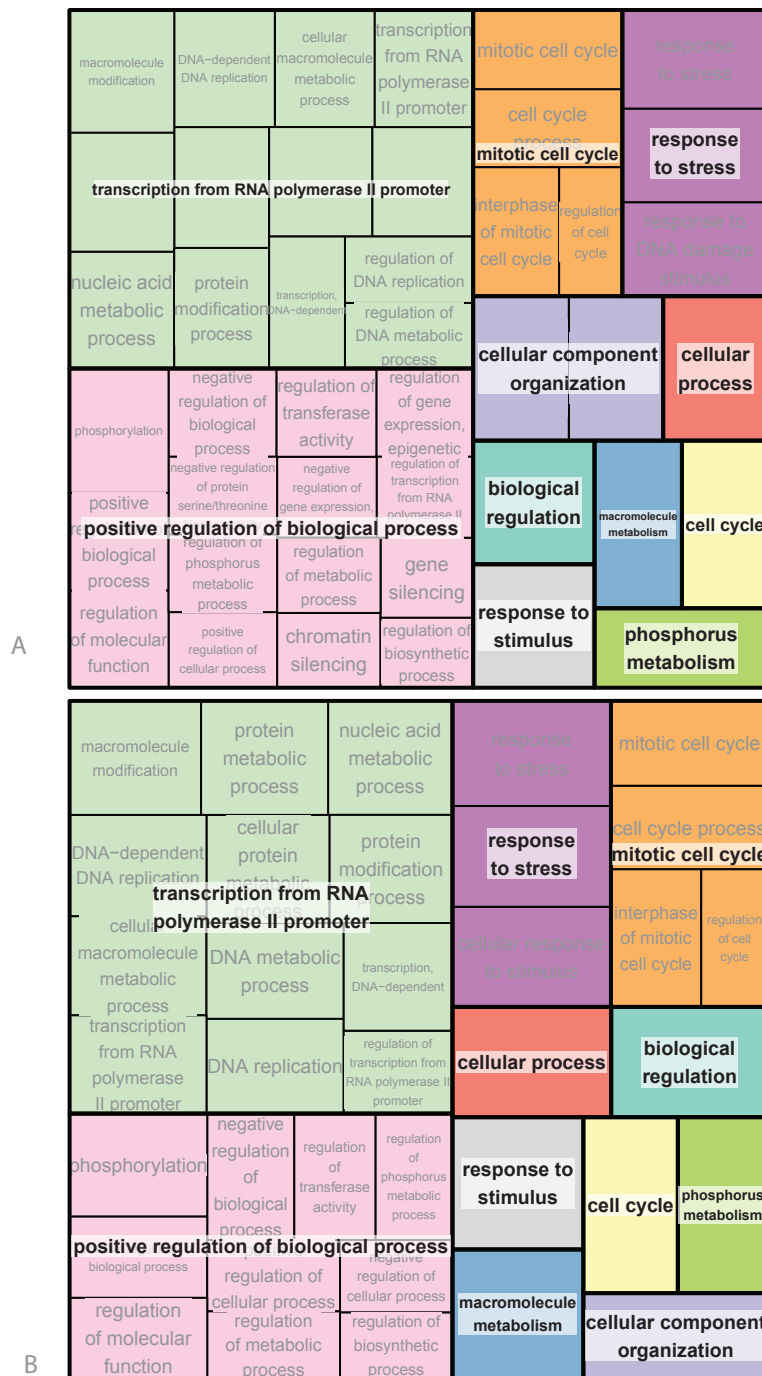 macromolecule
modification
DNA−dependent
DNA replication
cellular
macromolecule
metabolic
process
transcription
from RNA
polymerase
II promoter
transcription from RNA polymerase II promoter
nucleic acid
metabolic
process
protein
modification
process
transcription,
DNA−dependent
regulation of
DNA replication
regulation of
DNA metabolic
process
mitotic cell cycle
cell cycle
process
mitotic cell cycle
interphase
of mitotic
cell cycle
regulation
of cell
cycle
response
to stress
response
to stress
response to
DNA damage
stimulus
cellular component
organization
cellular
process
phosphorylation
negative
regulation of
biological
process
regulation of
transferase
activity
regulation
of gene
expression,
epigenetic
positive
biological
process
negative regulation
of protein
serine/threonine
negative
regulation of
gene expression,
regulation of
transcription
from RNA
polymerase II
positive regulation of biological process
regulation of
phosphorus
metabolic
process
regulation
of metabolic
process
gene
silencing
regulation
of molecular
function
positive
regulation of
cellular process
chromatin
silencing
regulation of
biosynthetic
process
biological
regulation
macromolecule
metabolism
cell cycle
response to
stimulus
phosphorus
metabolism
A
macromolecule
modification
protein
metabolic
process
nucleic acid
metabolic
process
DNA−dependent
DNA replication
cellular
protein
metabolic
process
protein
modification
process
transcription from RNA
polymerase II promoter
cellular
macromolecule
metabolic
process
DNA metabolic
process
transcription,
DNA−dependent
transcription
from RNA
polymerase
II promoter
DNA replication
regulation of
transcription from
RNA polymerase II
promoter
response
to stress
response
to stress
cellular response
to stimulus
mitotic cell cycle
cell cycle process
mitotic cell cycle
interphase
of mitotic
cell cycle
regulation
of cell
cycle
cellular process
biological
regulation
phosphorylation
negative
regulation
of
biological
process
regulation
of
transferase
activity
regulation
of
phosphorus
metabolic
process
positive regulation of biological process
biological process
regulation of
cellular process
negative
regulation of
cellular process
regulation
of molecular
function
regulation
of metabolic
process
regulation of
biosynthetic
process
response to
stimulus
cell cycle
phosphorus
metabolism
macromolecule
metabolism
cellular component
organization
B